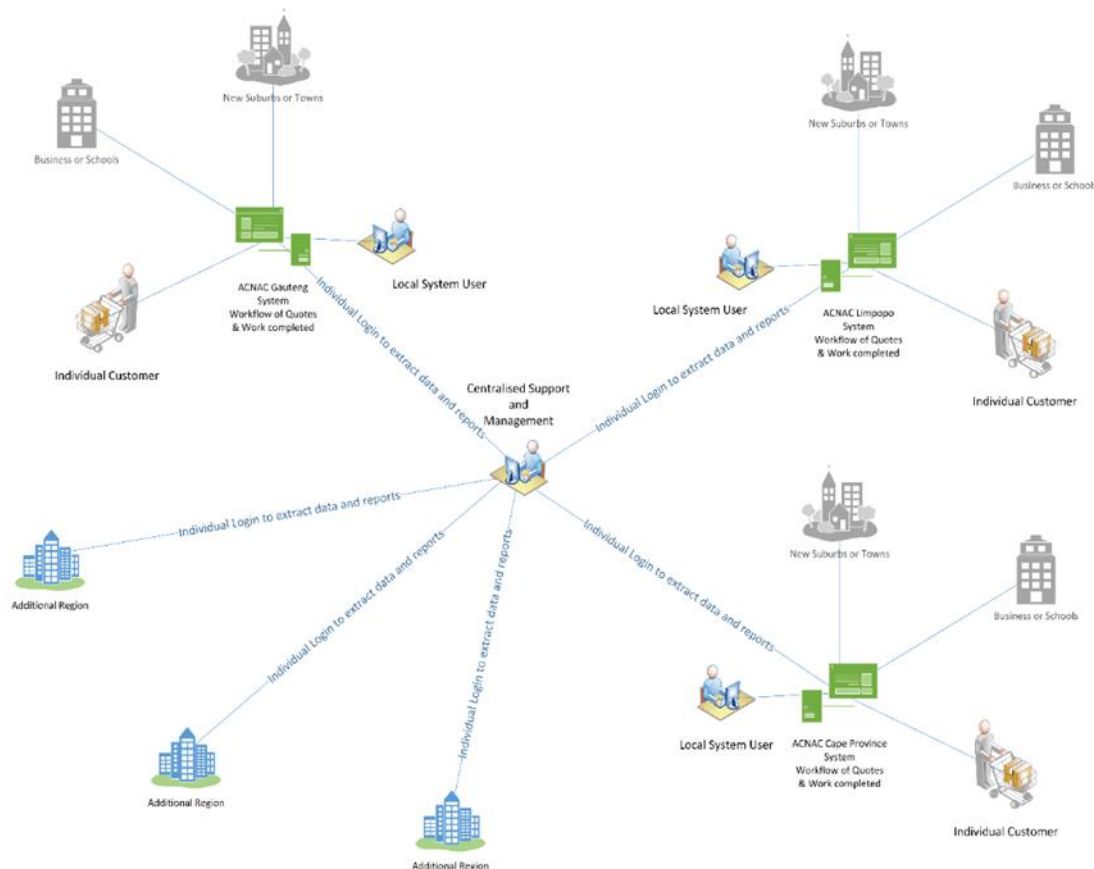 New Suburbs or Towns
Business or Schools
Local System User
ACNAC Gauteng
System
Workflow of Quotes
& Work completed
Individual Customer
Individual Login to extract data and reports
New Suburbs or Towns
Business or Schools
Local System User
ACNAC Limpopo
System
Workflow of Quotes
& Work completed
Individual Customer
Individual Login to extract data and reports
Centralised Support
and
Management
Individual Login to extract data and reports
Additional Region
Individual Login to extract data and reports
Additional Region
Individual Login to extract data and reports
Additional Region
Individual Login to extract data and reports
New Suburbs or Towns
Business or Schools
Local System User
ACNAC Cape Province
System
Workflow of Quotes
& Work completed
Individual Customer